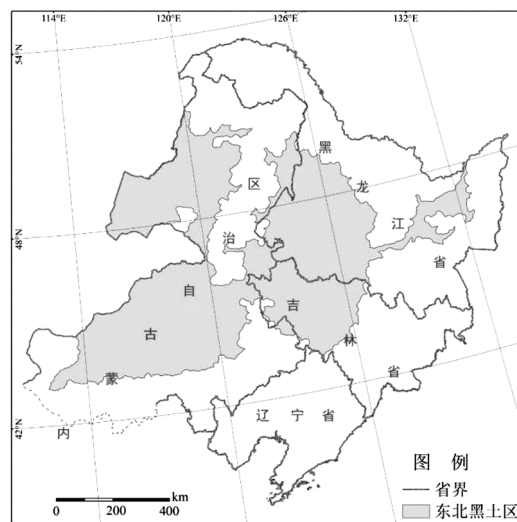 114°E
120°E
126°E
132°E
54°N
48°N
42°N
黑
龙
江
省
区
治
自
古
蒙
内
吉
林
省
辽 宁 省
图 例
省界
东北黑土区
km
0 200 400